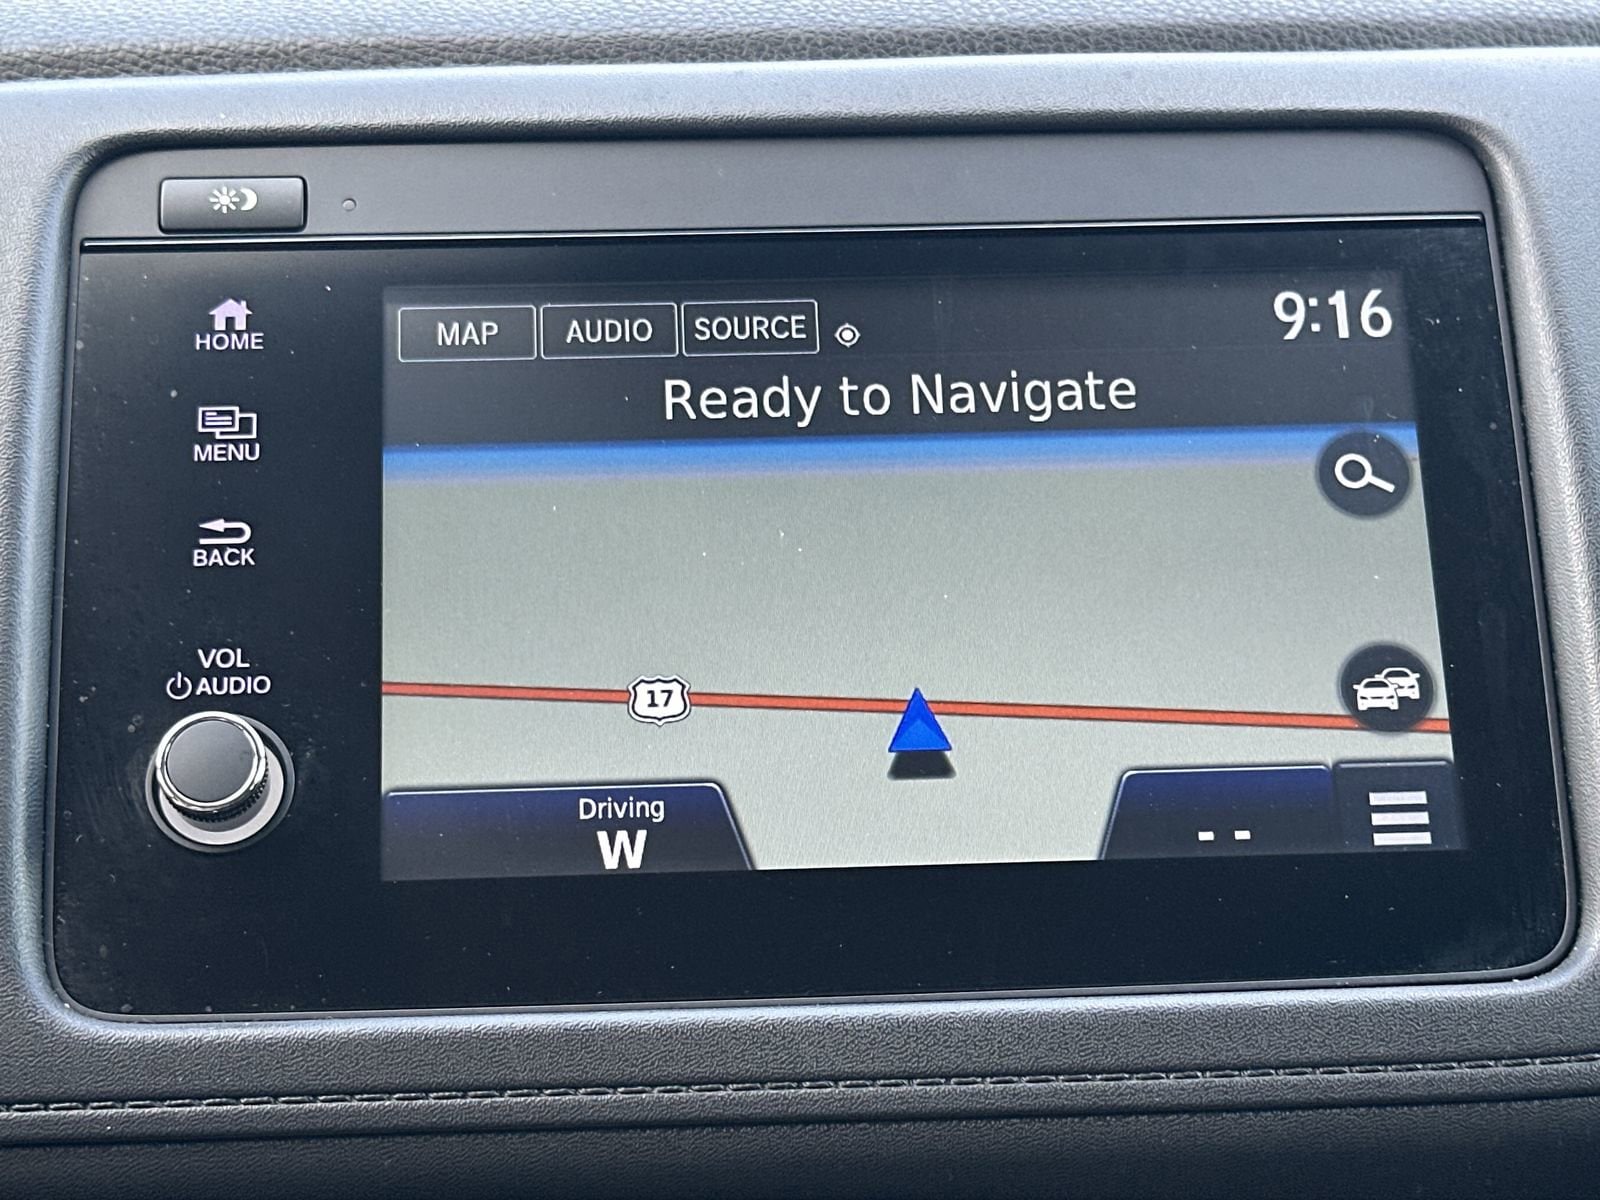 HOME
MENU
BACK
VOL
AUDIO
MAP AUDIO SOURCE 9:16
Ready to Navigate
17
Driving
W
--